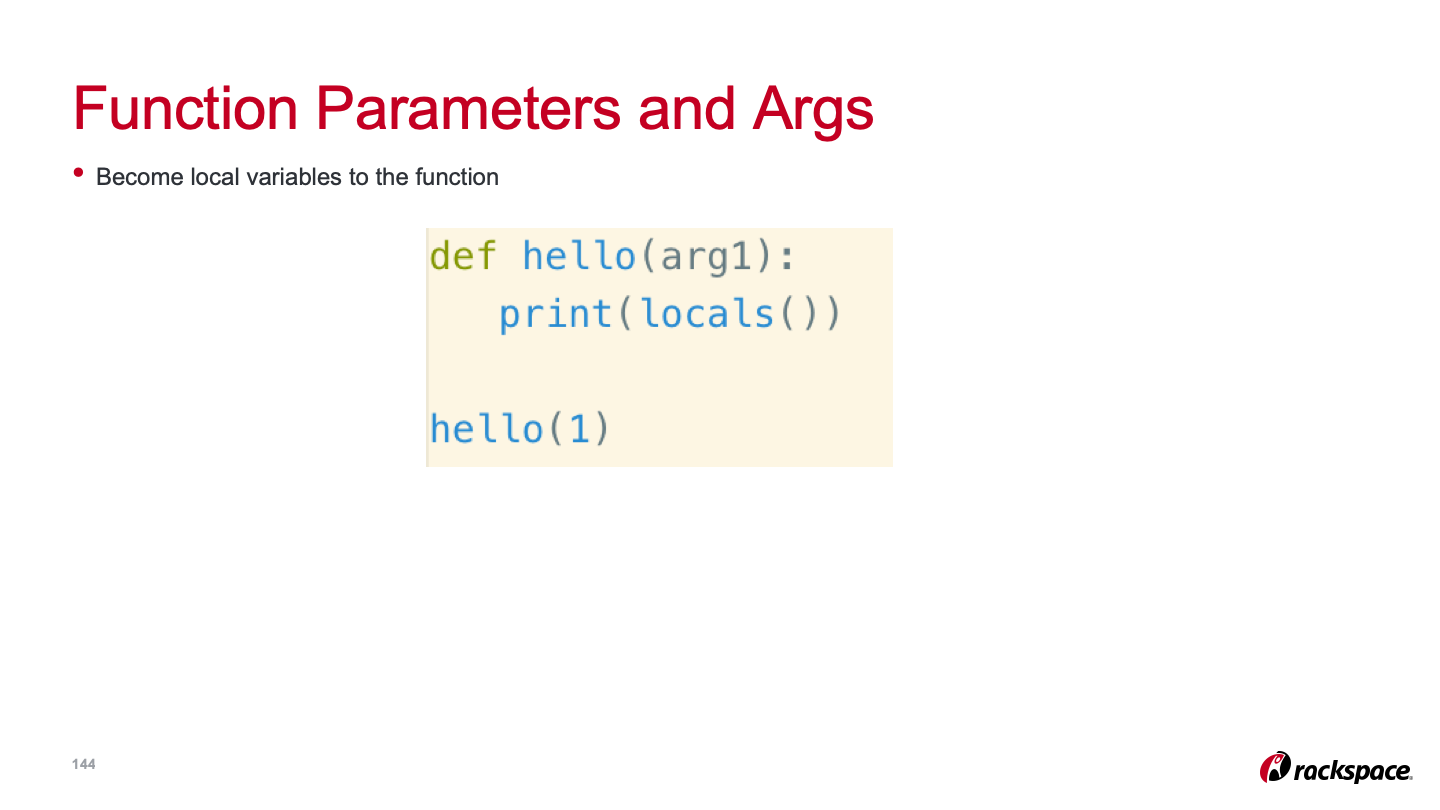 Function Parameters and Args
• Become local variables to the function
def hello(arg1):
   print(locals())
hello(1)
144
rackspace.